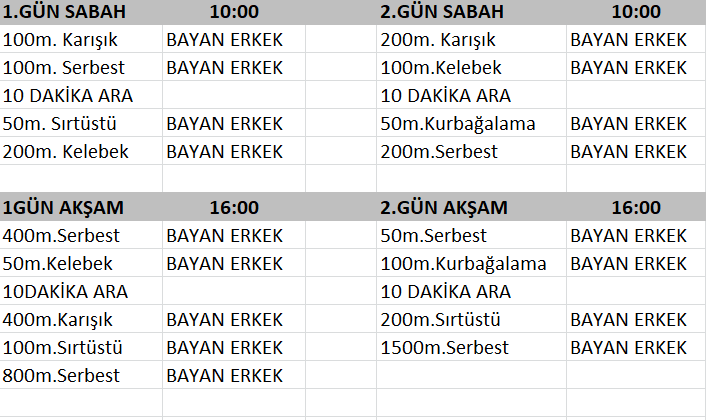 1.GÜN SABAH 10:00 2.GÜN SABAH 10:00
100m. Karışık BAYAN ERKEK 200m. Karışık BAYAN ERKEK
100m. Serbest BAYAN ERKEK 100m.Kelebek BAYAN ERKEK
10 DAKİKA ARA 10 DAKİKA ARA
50m. Sırtüstü BAYAN ERKEK 50m.Kurbağalama BAYAN ERKEK
200m. Kelebek BAYAN ERKEK 200m.Serbest BAYAN ERKEK
1GÜN AKŞAM 16:00 2.GÜN AKŞAM 16:00
400m.Serbest BAYAN ERKEK 50m.Serbest BAYAN ERKEK
50m.Kelebek BAYAN ERKEK 100m.Kurbağalama BAYAN ERKEK
10DAKİKA ARA 10 DAKİKA ARA
400m.Karışık BAYAN ERKEK 200m.Sırtüstü BAYAN ERKEK
100m.Sırtüstü BAYAN ERKEK 1500m.Serbest BAYAN ERKEK
800m.Serbest BAYAN ERKEK